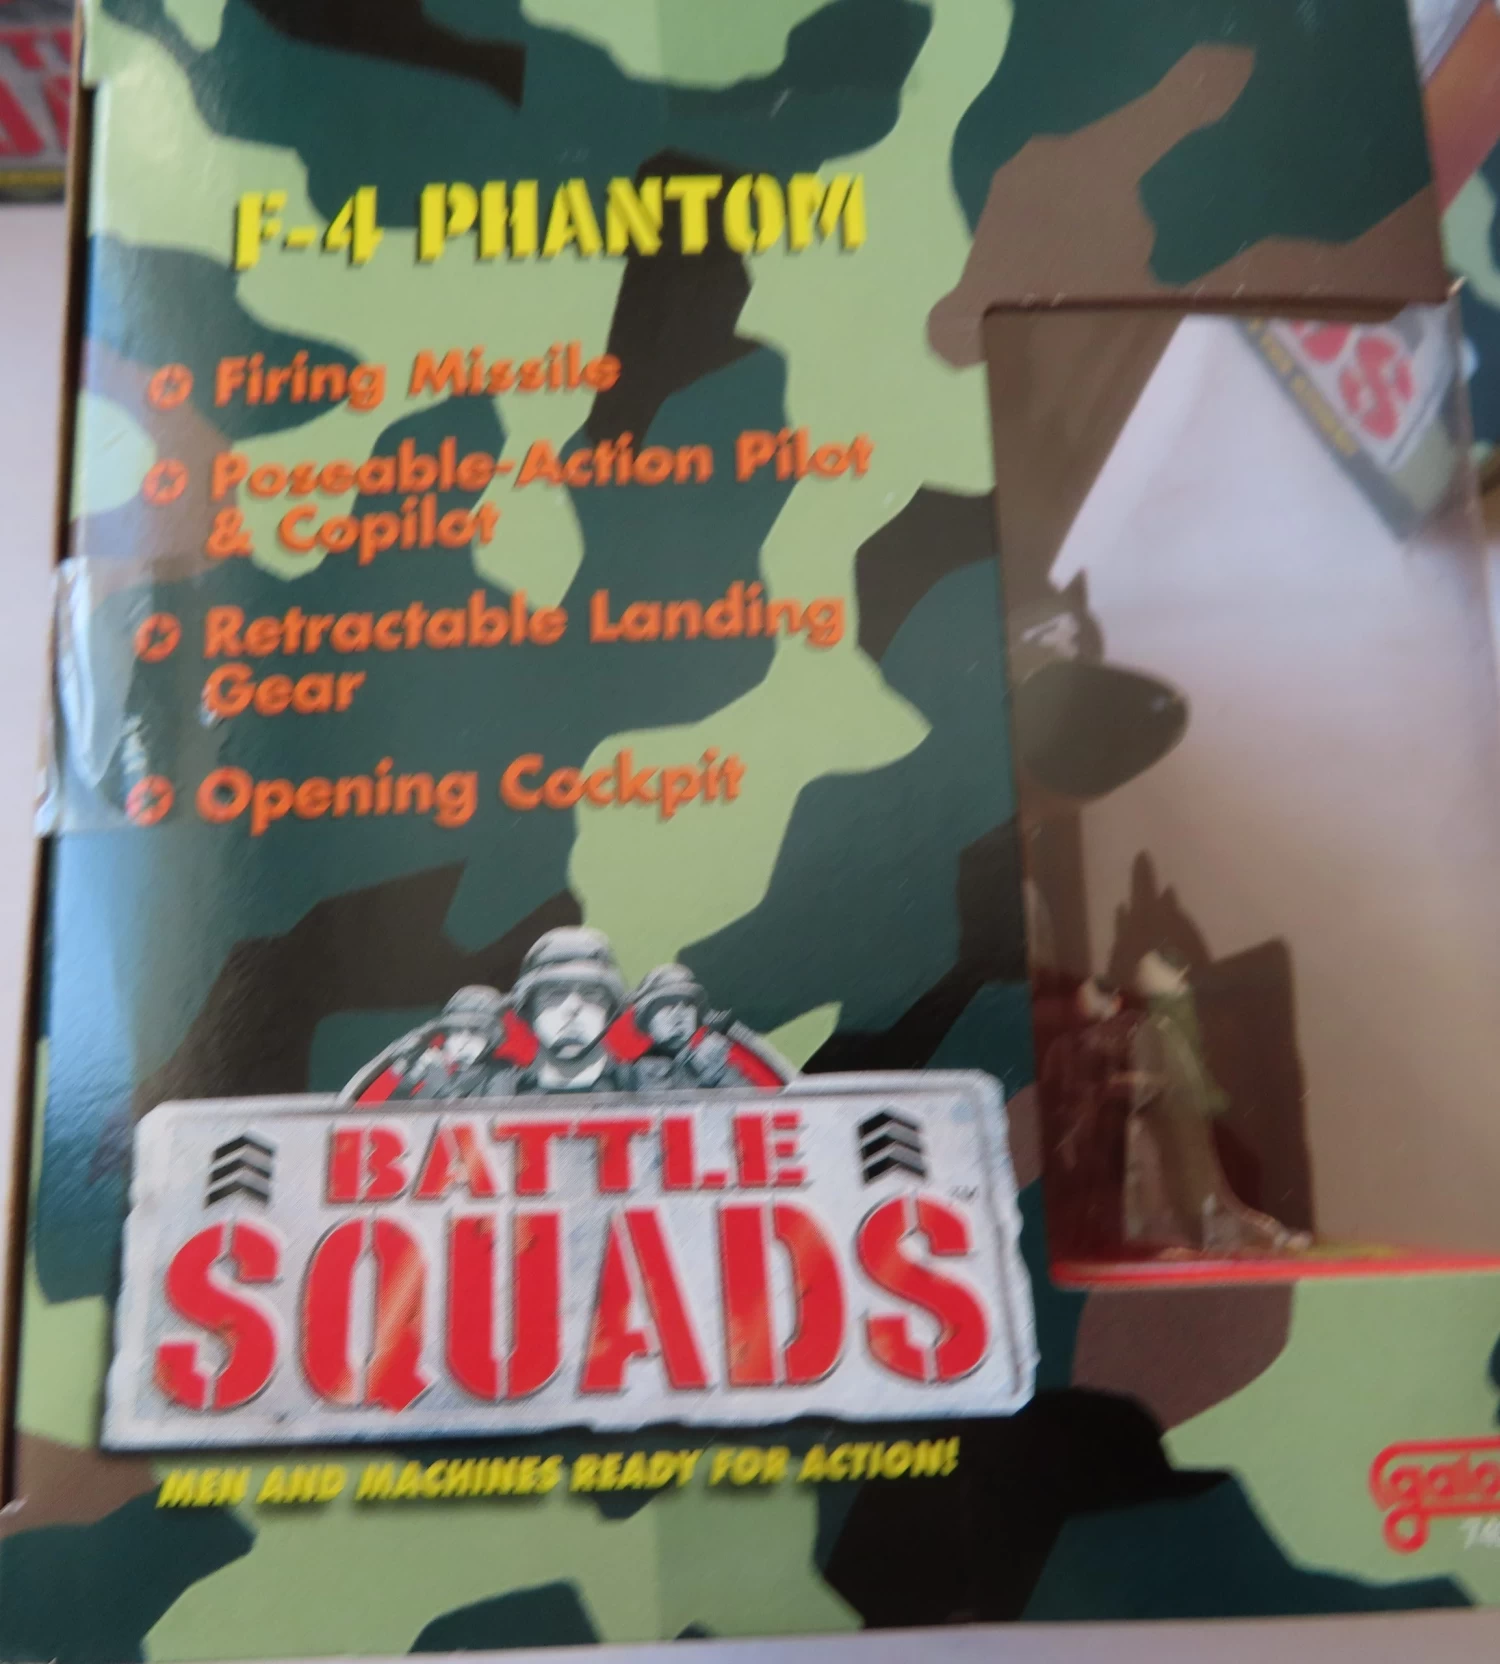 F-4 PHANTOM
Firing Missile
Poseable-Action Pilot
& Copilot
Retractable Landing
Gear
Opening Cockpit
BATTLE
SQUADS
TM
MEN AND MACHINES READY FOR ACTION!